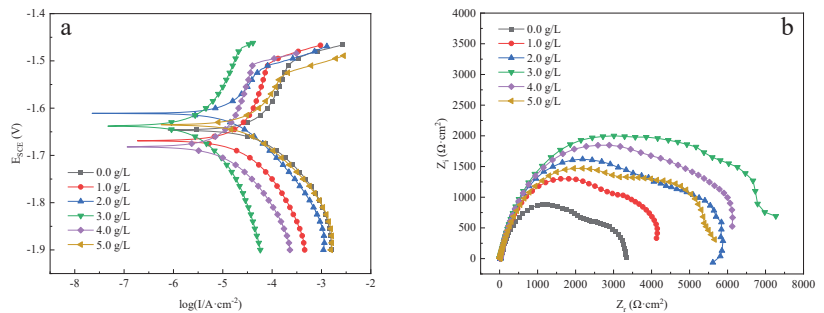 a
-1.4
-1.5
-1.6
-1.7
-1.8
-1.9
E_SCE (V)
0.0 g/L
1.0 g/L
2.0 g/L
3.0 g/L
4.0 g/L
5.0 g/L
-8
-7
-6
-5
-4
-3
-2
-1
log(I/A·cm⁻²)
b
4000
3500
3000
2500
2000
1500
1000
500
0
Z_i (Ω·cm²)
0.0 g/L
1.0 g/L
2.0 g/L
3.0 g/L
4.0 g/L
5.0 g/L
0
1000
2000
3000
4000
5000
6000
7000
8000
Z_r (Ω·cm²)